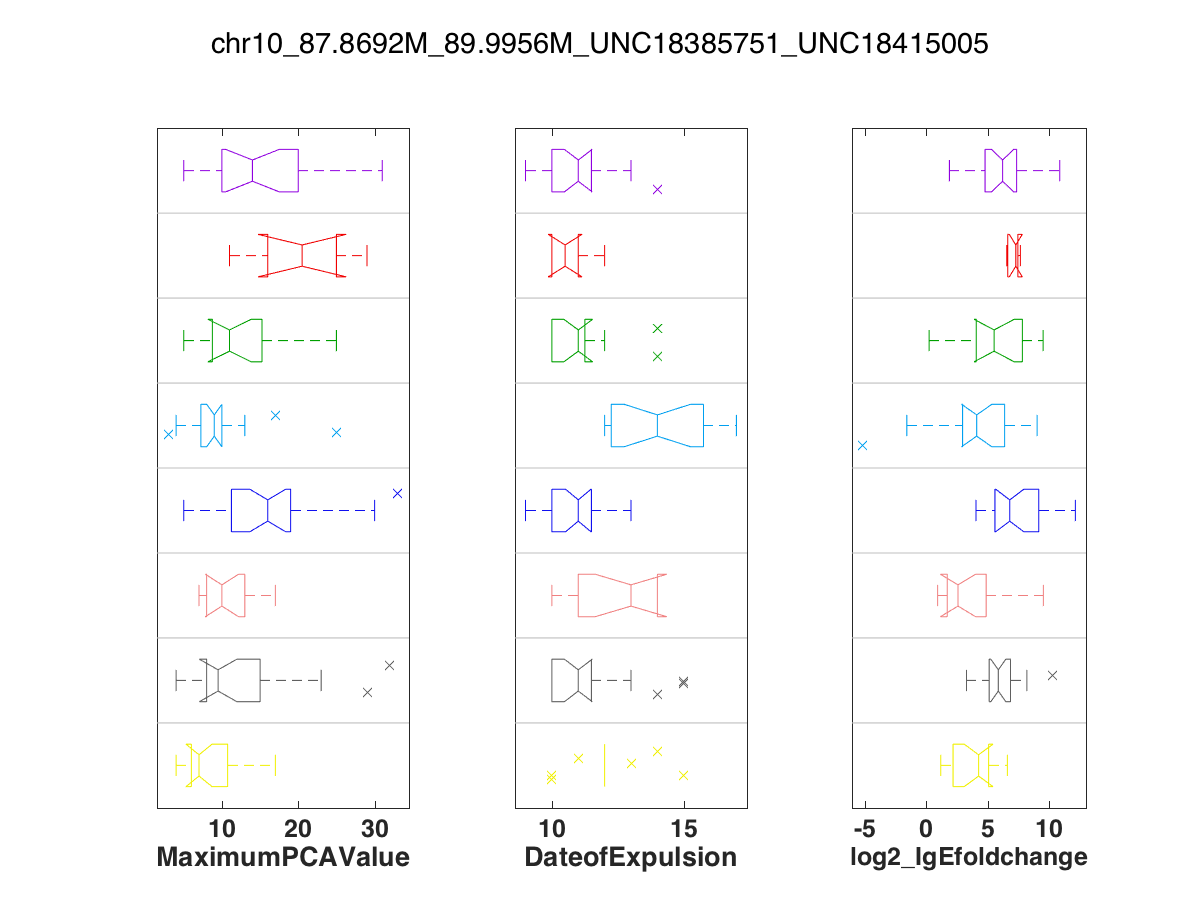 chr10_87.8692M_89.9956M_UNC18385751_UNC18415005
10 20 30
MaximumPCAValue
10 15
DateofExpulsion
-5 0 5 10
log2_IgEfoldchange